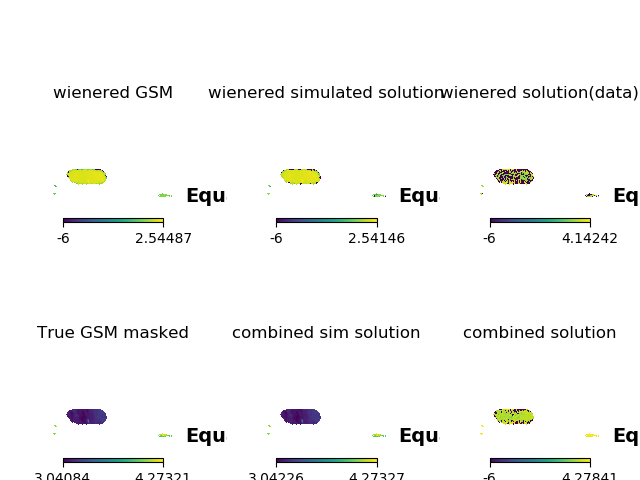 wienered GSM
wienered simulated solution
wienered solution(data)
Equ
Equ
Eq
-6 2.54487
-6 2.54146
-6 4.14242
True GSM masked
combined sim solution
combined solution
Equ
Equ
Eq
3.04084 4.27321
3.04226 4.27327
-6 4.27841